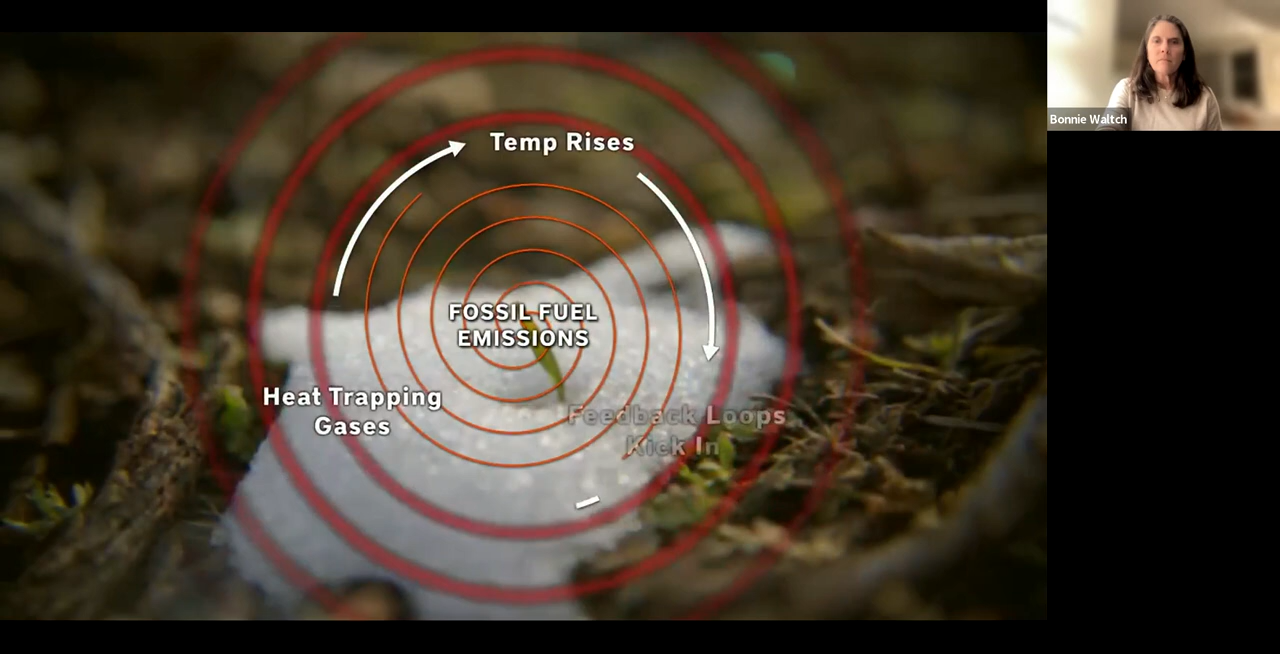 Temp Rises
FOSSIL FUEL
EMISSIONS
Heat Trapping
Gases
Feedback Loops
Kick In
Bonnie Waltch